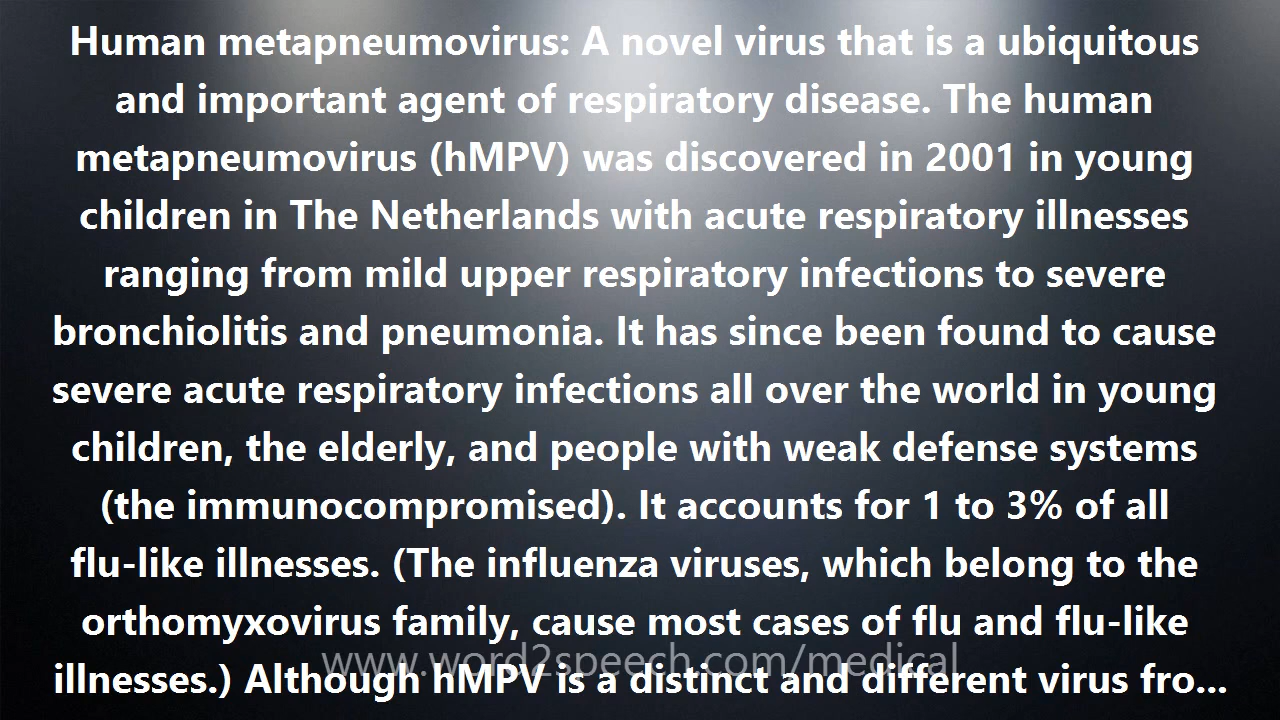 Human metapneumovirus: A novel virus that is a ubiquitous
and important agent of respiratory disease. The human
metapneumovirus (hMPV) was discovered in 2001 in young
children in The Netherlands with acute respiratory illnesses
ranging from mild upper respiratory infections to severe
bronchiolitis and pneumonia. It has since been found to cause
severe acute respiratory infections all over the world in young
children, the elderly, and people with weak defense systems
(the immunocompromised). It accounts for 1 to 3% of all
flu-like illnesses. (The influenza viruses, which belong to the
orthomyxovirus family, cause most cases of flu and flu-like
www.word2speech.com/medical
illnesses.) Although hMPV is a distinct and different virus fro...